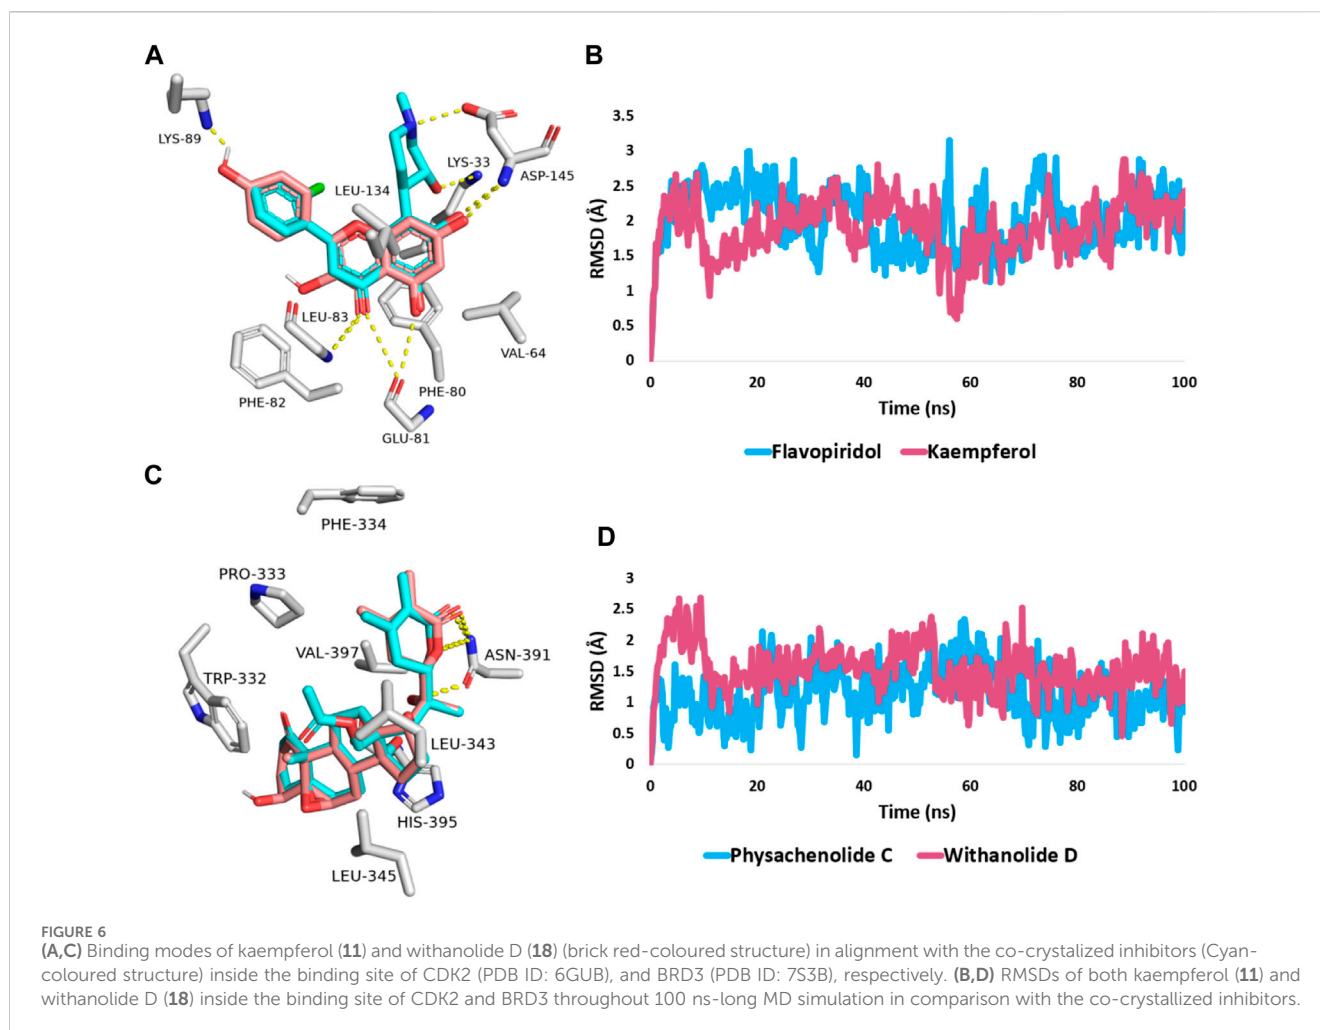 A
LYS-89
LEU-134
LYS-33
ASP-145
LEU-83
VAL-64
PHE-82
PHE-80
GLU-81
B
3.5
3
2.5
2
1.5
1
0.5
0
RMSD (Å)
0 20 40 60 80 100
Time (ns)
Flavopiridol Kaempferol
C
PHE-334
PRO-333
VAL-397
ASN-391
TRP-332
LEU-343
HIS-395
LEU-345
D
3
2.5
2
1.5
1
0.5
0
RMSD (Å)
0 20 40 60 80 100
Time (ns)
Physachenolide C Withanolide D
FIGURE 6
(A,C) Binding modes of kaempferol (11) and withanolide D (18) (brick red-coloured structure) in alignment with the co-crystalized inhibitors (Cyan-
coloured structure) inside the binding site of CDK2 (PDB ID: 6GUB), and BRD3 (PDB ID: 7S3B), respectively. (B,D) RMSDs of both kaempferol (11) and
withanolide D (18) inside the binding site of CDK2 and BRD3 throughout 100 ns-long MD simulation in comparison with the co-crystallized inhibitors.